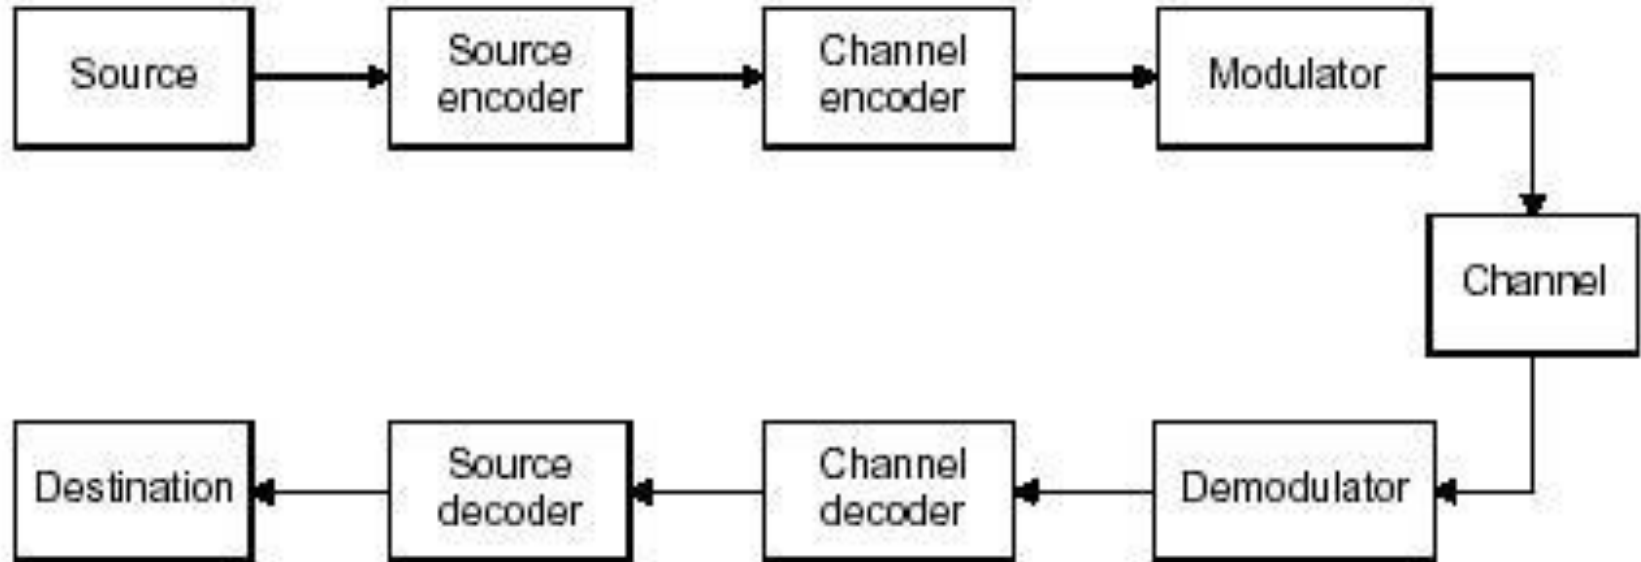 Source
Source
encoder
Channel
encoder
Modulator
Channel
Destination
Source
decoder
Channel
decoder
Demodulator